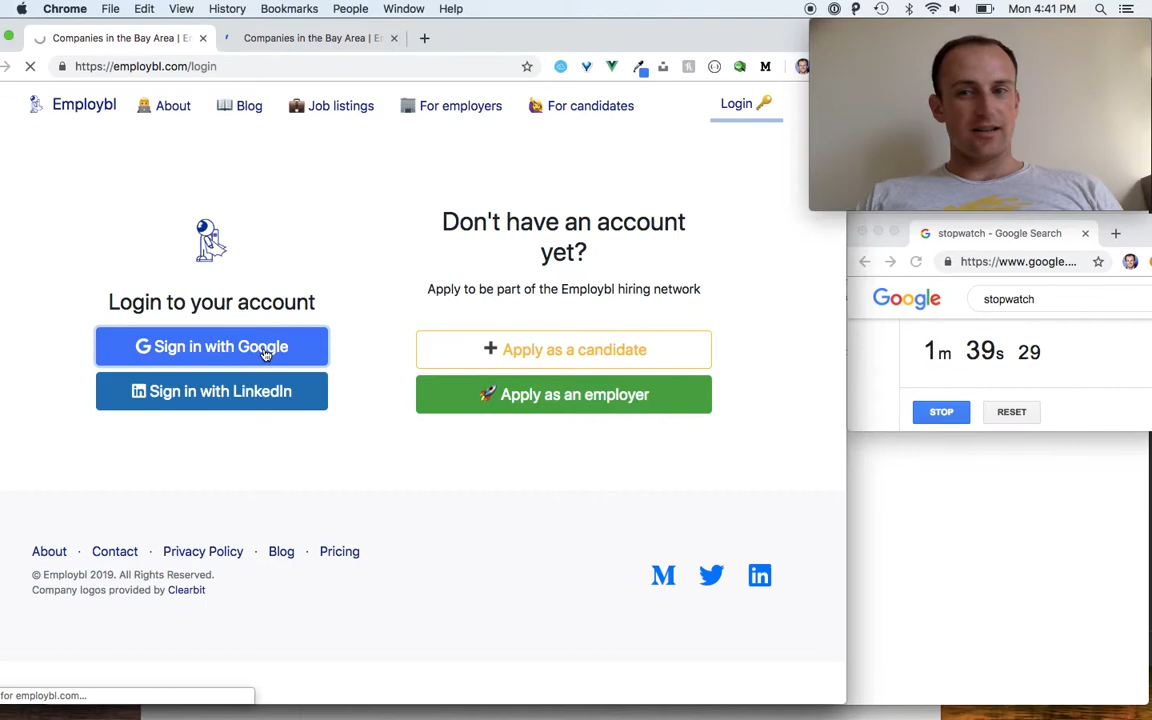 Chrome File Edit View History Bookmarks People Window Help Mon 4:41 PM
Companies in the Bay Area | Companies in the Bay Area |
https://employbl.com/login
Employbl About Blog Job listings For employers For candidates Login
Don't have an account
yet?
Apply to be part of the Employbl hiring network
Login to your account
Sign in with Google
Sign in with LinkedIn
+ Apply as a candidate
Apply as an employer
About · Contact · Privacy Policy · Blog · Pricing
© Employbl 2019. All Rights Reserved.
Company logos provided by Clearbit
for employbl.com...
stopwatch - Google Search
https://www.google....
Google stopwatch
1m 39s 29
STOP RESET